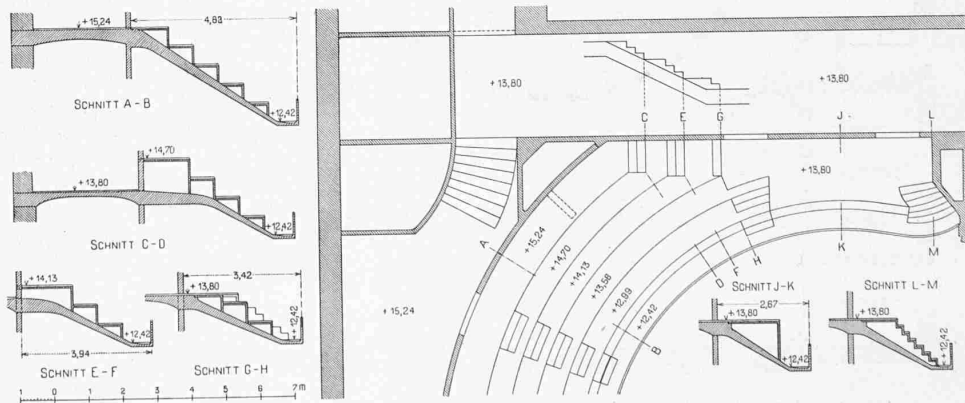 4,82
+15,24
+12,42
SCHNITT A-B
+14,70
+13,80
+12,42
SCHNITT C-D
+14,13
+12,42
3,94
SCHNITT E-F
3,42
+13,80
+12,42
SCHNITT G-H
1 0 1 2 3 4 5 6 7m
+13,80
+13,80
C E G J L
+13,80
A
+15,24
+14,70
+14,13
+13,56
+12,99
+12,42
B
D
F
H
K
M
+15,24
SCHNITT J-K
2,67
+13,80
+12,42
SCHNITT L-M
+13,80
+12,42